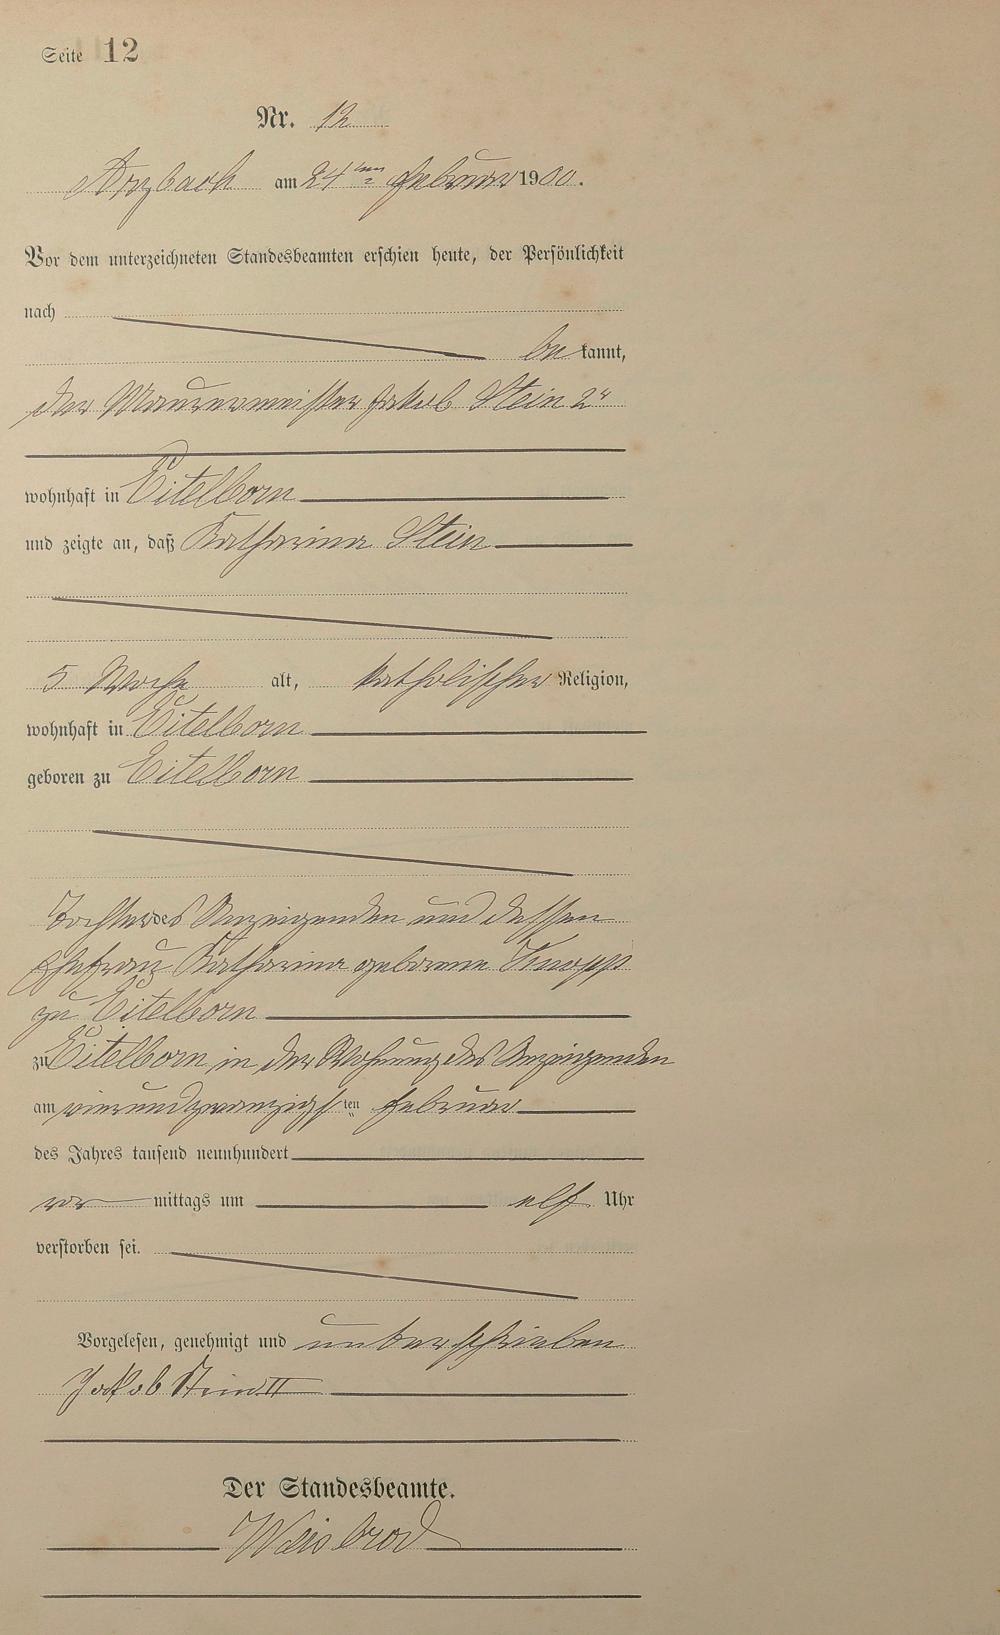 Seite 12
Nr. 12
Arzbach am 24ten Februar 1900.
Vor dem unterzeichneten Standesbeamten erschien heute, der Persönlichkeit
nach
bekannt,
der Maurermeister Jakob Stein 2r
wohnhaft in Eitelborn
und zeigte an, daß Katharina Stein
5 Woche alt, katholischer Religion,
wohnhaft in Eitelborn
geboren zu Eitelborn
Tochter des Anzeigenden und dessen
Ehefrau Katharina geborene Knopp
zu Eitelborn
zu Eitelborn in der Wohnung des Anzeigenden
am vierundzwanzigsten Februar
des Jahres tausend neunhundert
vormittags um elf Uhr
verstorben sei.
Vorgelesen, genehmigt und unterschrieben
Jakob Stein II
Der Standesbeamte.
Weisbrod